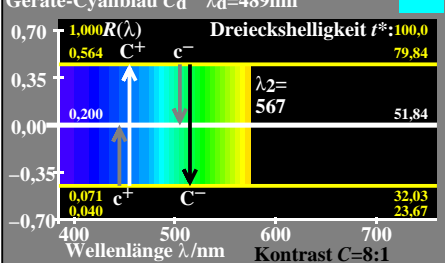 Geräte-Cyanblau Cd λd=489nm
0,70 1,000 R(λ) Dreieckshelligkeit t*: 100,0
0,564 C+ c− 79,84
0,35
λ2=
567
0,200 51,84
0,00
−0,35
0,071 c+ C− 32,03
0,040 23,67
−0,70
400 500 600 700
Wellenlänge λ/nm Kontrast C=8:1